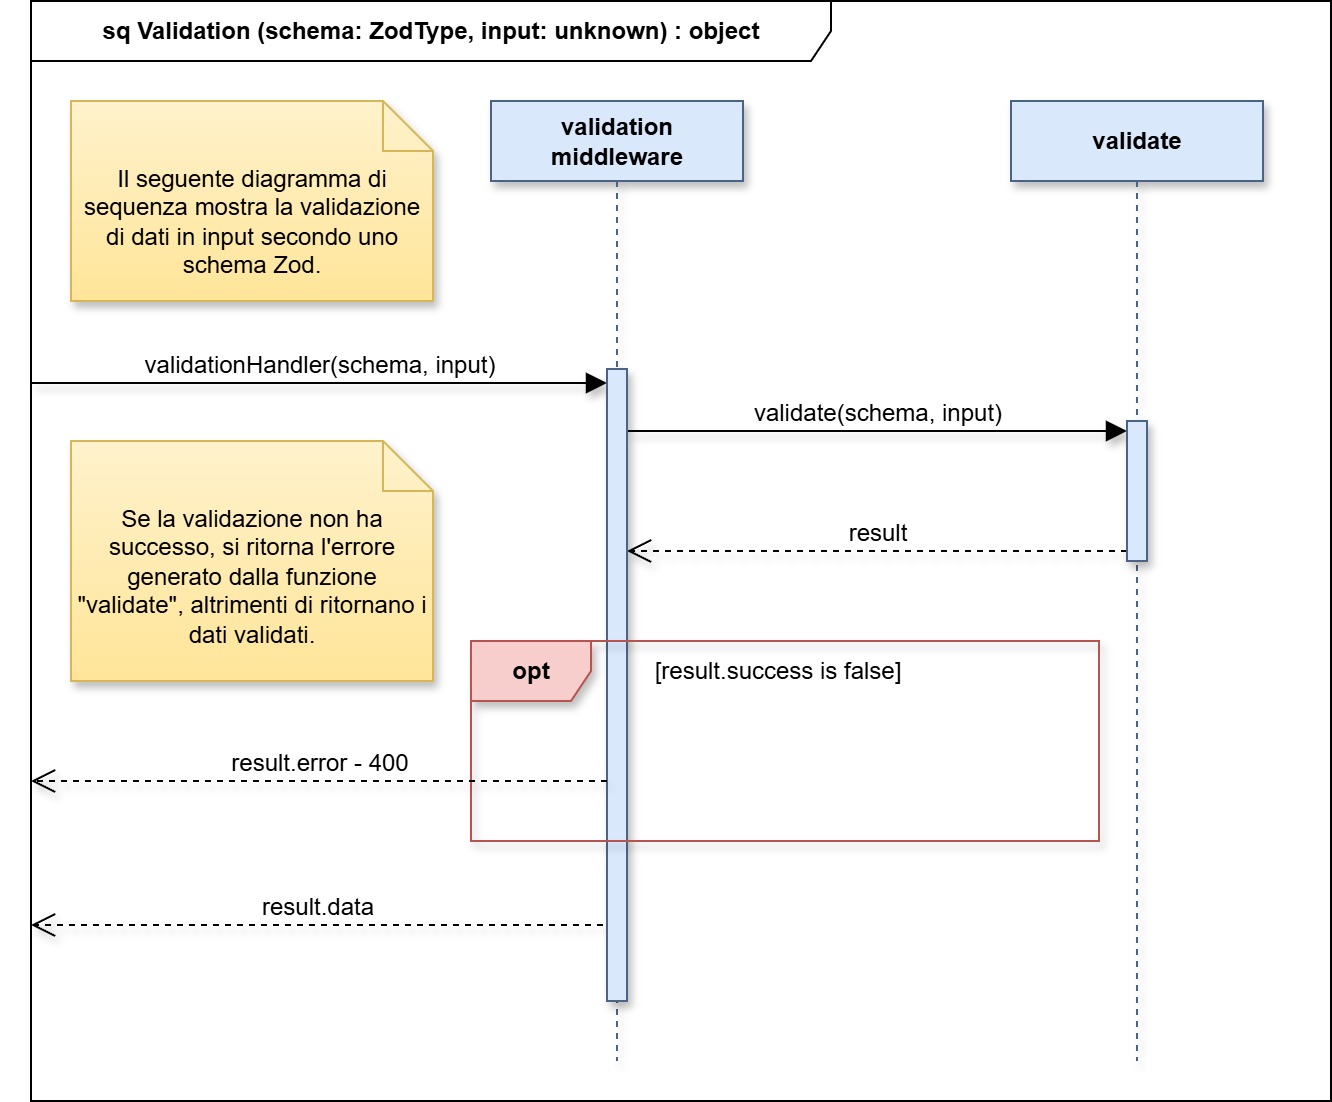 sq Validation (schema: ZodType, input: unknown) : object
validation
middleware
validate
Il seguente diagramma di
sequenza mostra la validazione
di dati in input secondo uno
schema Zod.
validationHandler(schema, input)
validate(schema, input)
Se la validazione non ha
successo, si ritorna l'errore
generato dalla funzione
"validate", altrimenti di ritornano i
dati validati.
result
opt
[result.success is false]
result.error - 400
result.data